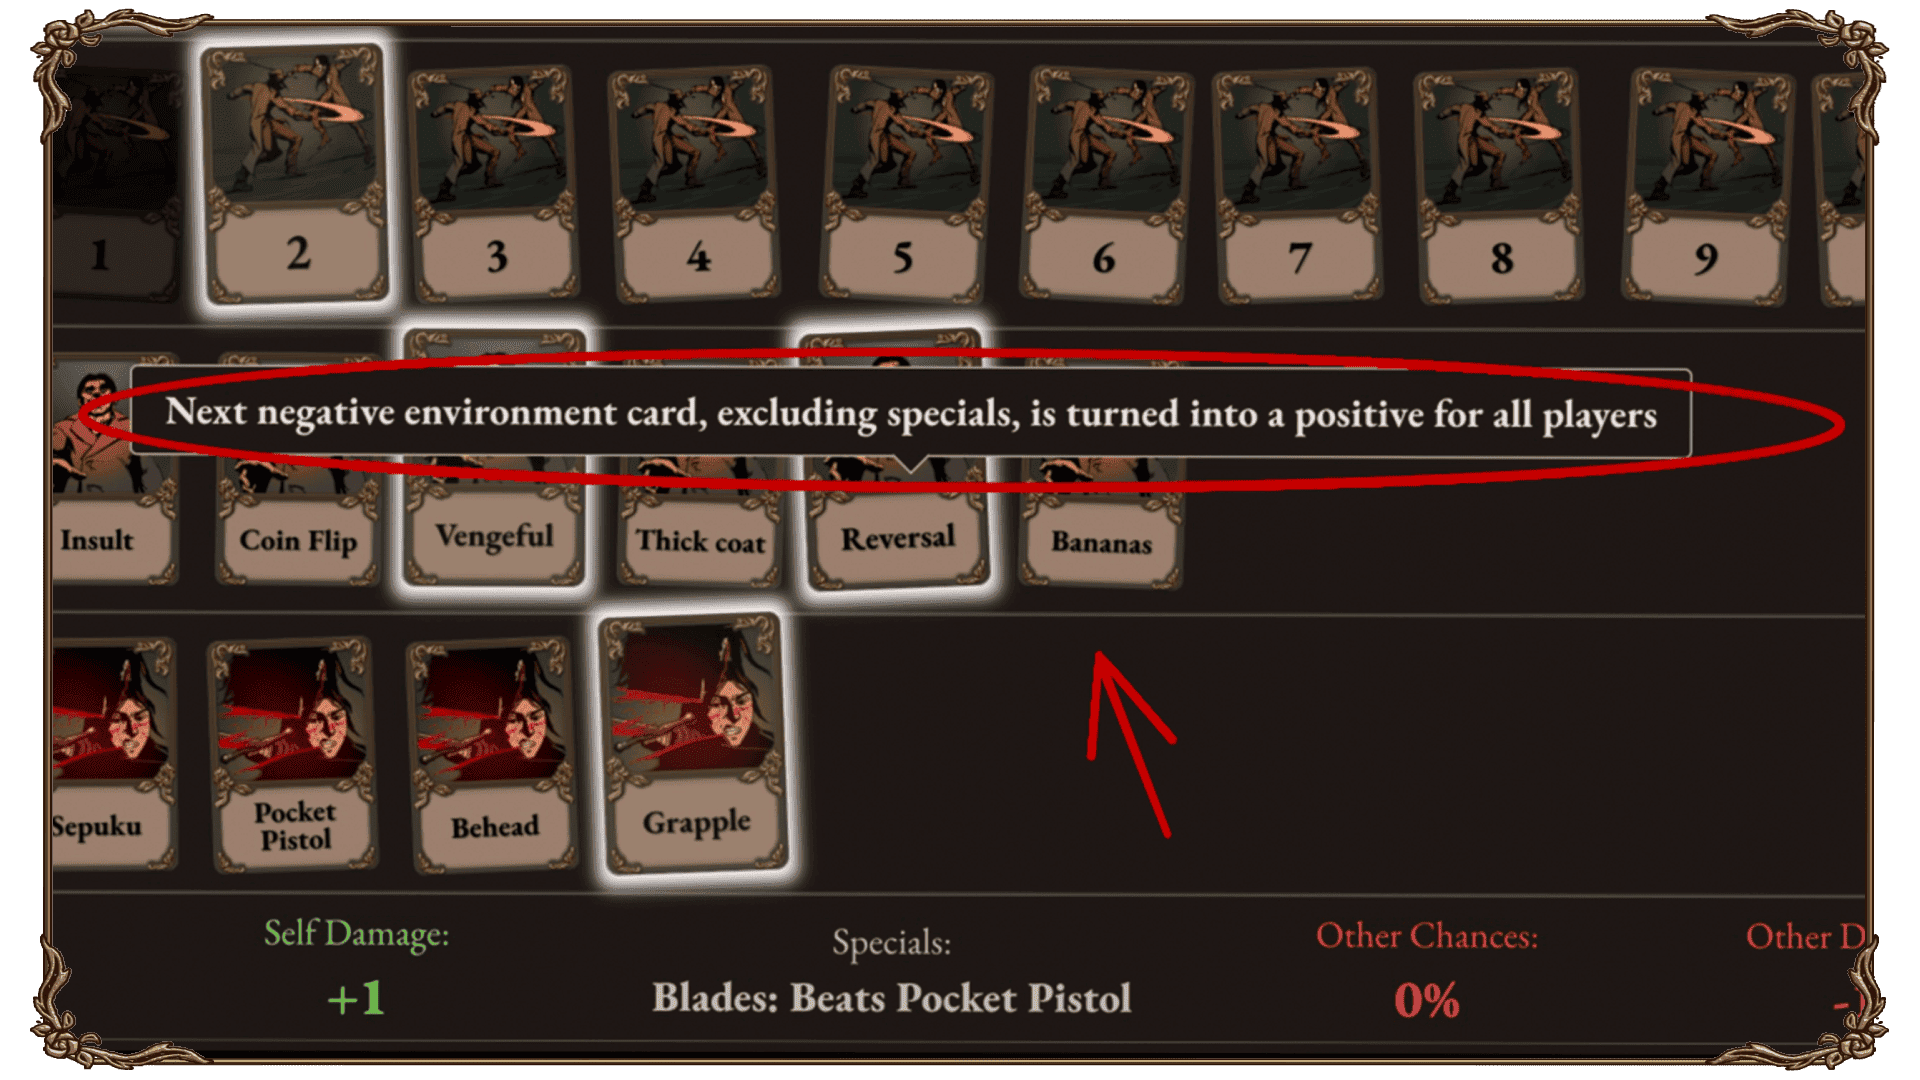 1
2
3
4
5
6
7
8
9
Next negative environment card, excluding specials, is turned into a positive for all players
Insult
Coin Flip
Vengeful
Thick coat
Reversal
Bananas
Sepuku
Pocket
Pistol
Behead
Grapple
Self Damage:
+1
Specials:
Blades: Beats Pocket Pistol
Other Chances:
0%
Other D